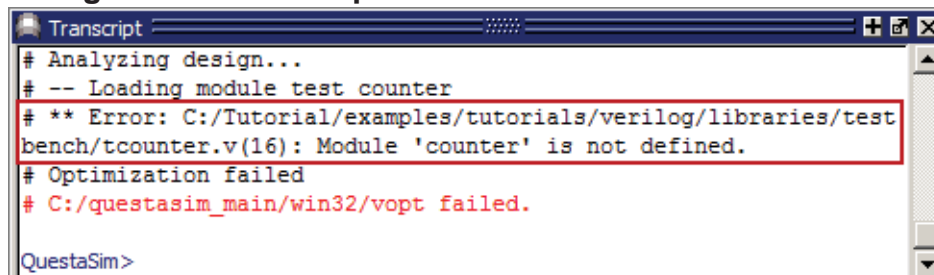 Transcript
# Analyzing design...
# -- Loading module test counter
# ** Error: C:/Tutorial/examples/tutorials/verilog/libraries/test
bench/tcounter.v(16): Module 'counter' is not defined.
# Optimization failed
# C:/questasim_main/win32/vopt failed.
QuestaSim>